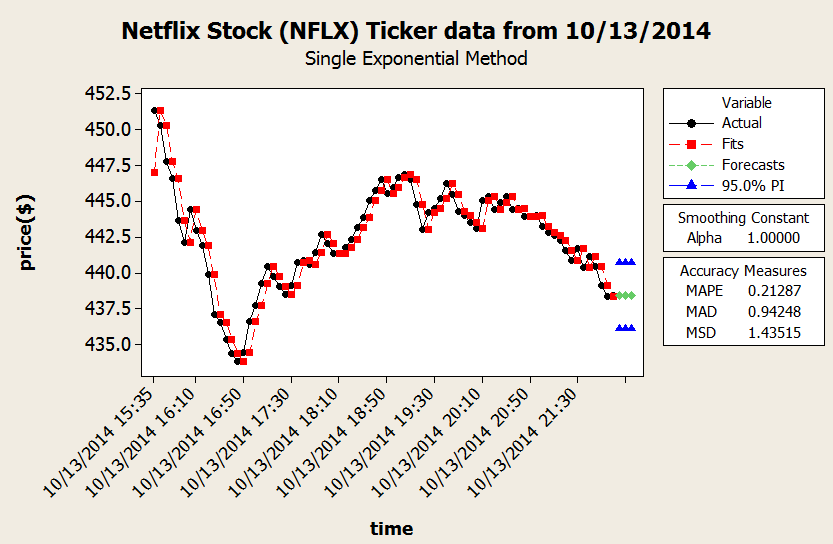 Netflix Stock (NFLX) Ticker data from 10/13/2014
Single Exponential Method
price($)
452.5
450.0
447.5
445.0
442.5
440.0
437.5
435.0
10/13/2014 15:35
10/13/2014 16:10
10/13/2014 16:50
10/13/2014 17:30
10/13/2014 18:10
10/13/2014 18:50
10/13/2014 19:30
10/13/2014 20:10
10/13/2014 20:50
10/13/2014 21:30
time
Variable
Actual
Fits
Forecasts
95.0% PI
Smoothing Constant
Alpha 1.00000
Accuracy Measures
MAPE 0.21287
MAD 0.94248
MSD 1.43515